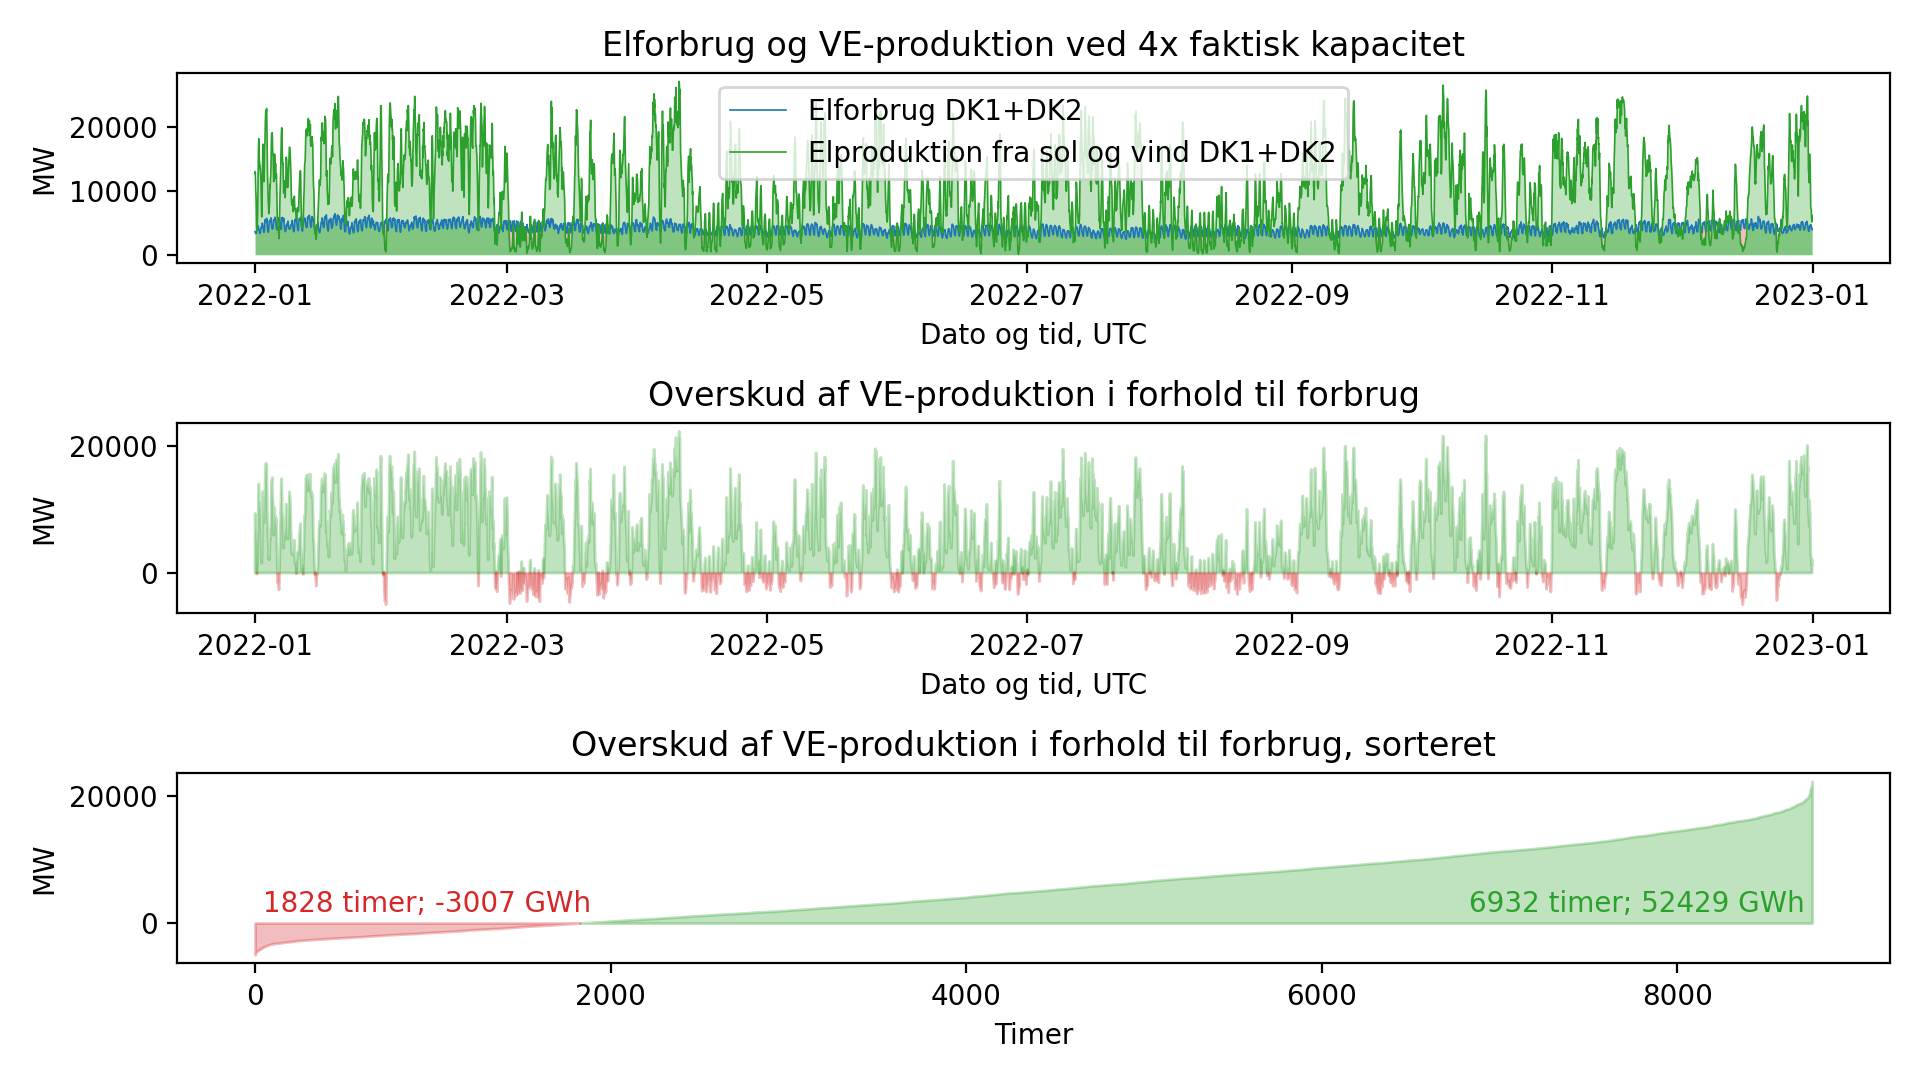 Elforbrug og VE-produktion ved 4x faktisk kapacitet
MW
20000
10000
0
Elforbrug DK1+DK2
Elproduktion fra sol og vind DK1+DK2
2022-01 2022-03 2022-05 2022-07 2022-09 2022-11 2023-01
Dato og tid, UTC
Overskud af VE-produktion i forhold til forbrug
MW
20000
0
2022-01 2022-03 2022-05 2022-07 2022-09 2022-11 2023-01
Dato og tid, UTC
Overskud af VE-produktion i forhold til forbrug, sorteret
MW
20000
0
1828 timer; -3007 GWh 6932 timer; 52429 GWh
0 2000 4000 6000 8000
Timer